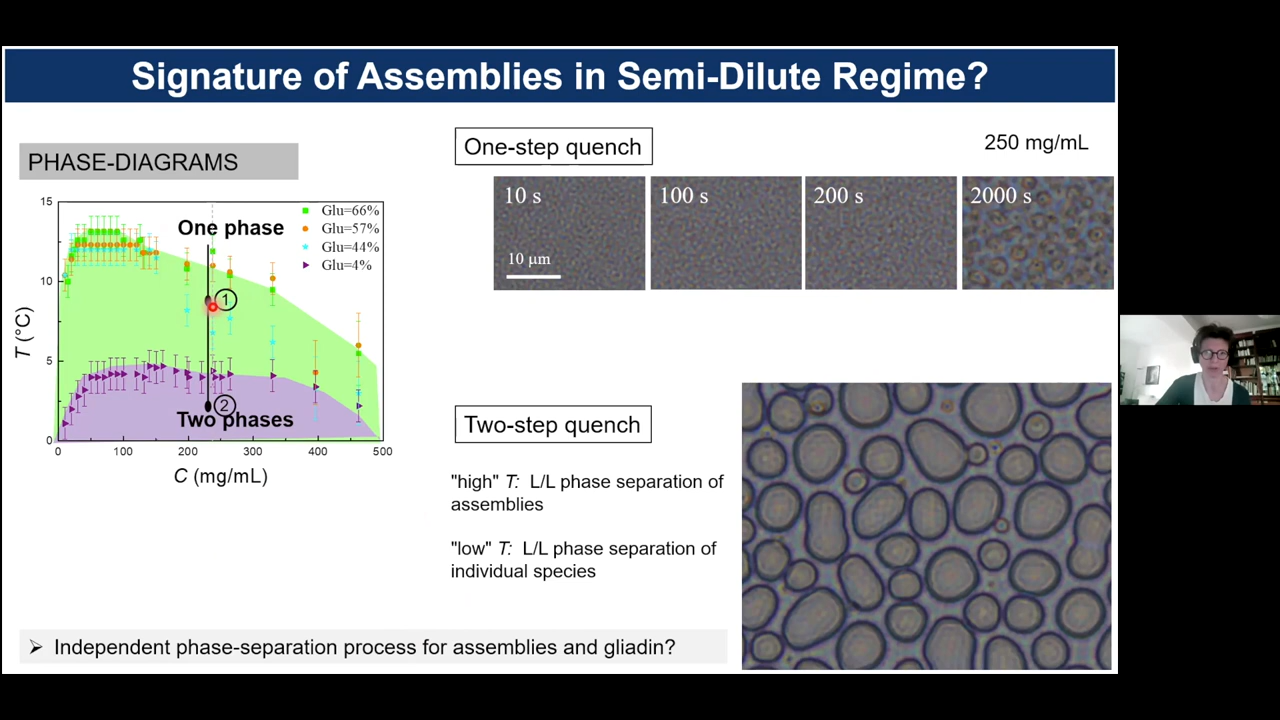 Signature of Assemblies in Semi-Dilute Regime?
PHASE-DIAGRAMS
One-step quench
250 mg/mL
10 s
100 s
200 s
2000 s
10 µm
15
10
5
0
T (°C)
One phase
Glu=66%
Glu=57%
Glu=44%
Glu=4%
1
2
Two phases
0
100
200
300
400
500
C (mg/mL)
Two-step quench
"high" T: L/L phase separation of
assemblies
"low" T: L/L phase separation of
individual species
➢ Independent phase-separation process for assemblies and gliadin?